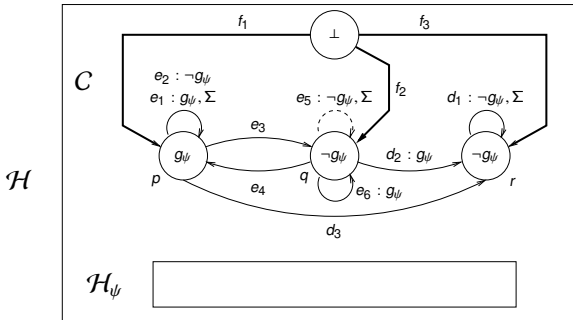 f₁
⊥
f₃
𝒞
e₂ : ¬g_ψ
e₁ : g_ψ, Σ
e₅ : ¬g_ψ, Σ
f₂
d₁ : ¬g_ψ, Σ
e₃
g_ψ
¬g_ψ
d₂ : g_ψ
¬g_ψ
p
e₄
q
e₆ : g_ψ
r
ℋ
d₃
ℋ_ψ